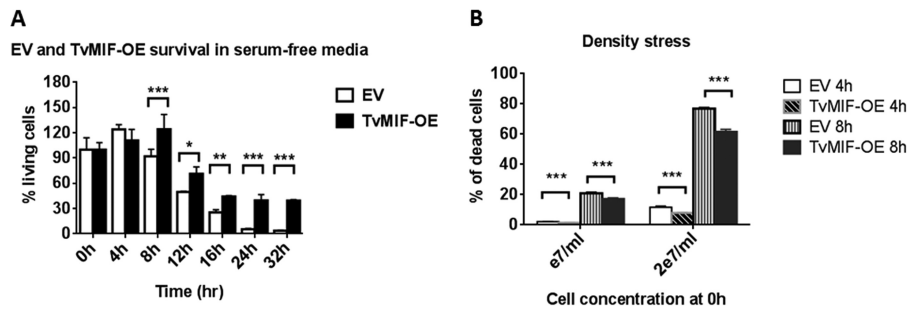 A
EV and TvMIF-OE survival in serum-free media
% living cells
180
150
120
90
60
30
0
***
*
**
***
***
0h
4h
8h
12h
16h
24h
32h
Time (hr)
EV
TvMIF-OE
B
Density stress
% of dead cells
100
80
60
40
20
0
***
***
***
***
e7/ml
2e7/ml
Cell concentration at 0h
EV 4h
TvMIF-OE 4h
EV 8h
TvMIF-OE 8h